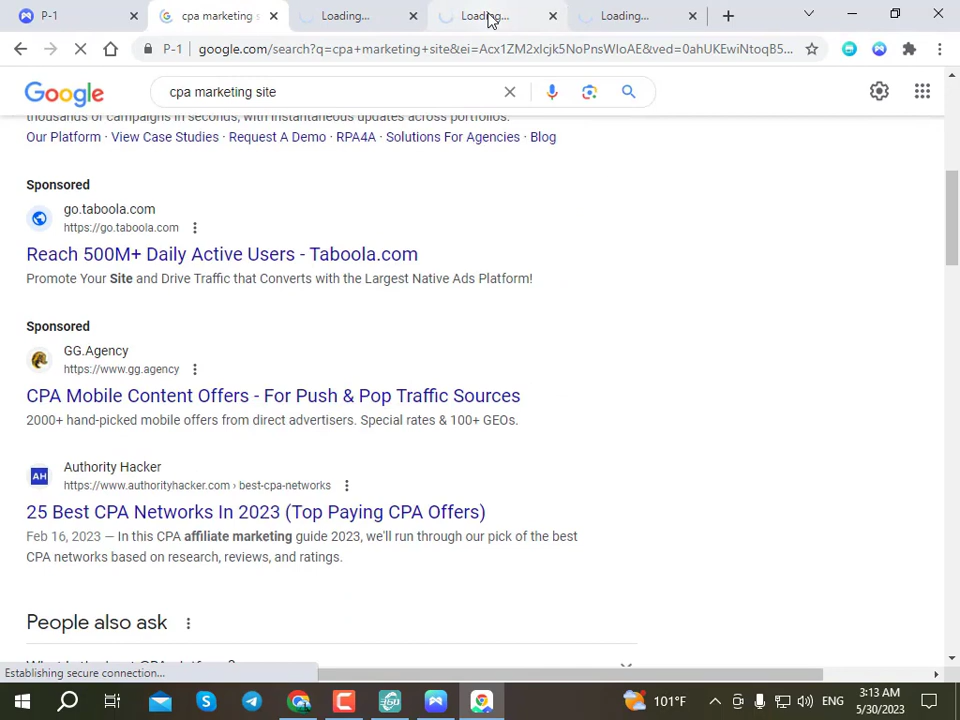 P-1
cpa marketing s
Loading...
Loading...
Loading...
P-1
google.com/search?q=cpa+marketing+site&ei=Acx1ZM2xIcjk5NoPnsWIoAE&ved=0ahUKEwiNtoqB5...
Google
cpa marketing site
thousands of campaigns in seconds, with instantaneous updates across portfolios.
Our Platform · View Case Studies · Request A Demo · RPA4A · Solutions For Agencies · Blog
Sponsored
go.taboola.com
https://go.taboola.com
Reach 500M+ Daily Active Users - Taboola.com
Promote Your Site and Drive Traffic that Converts with the Largest Native Ads Platform!
Sponsored
GG.Agency
https://www.gg.agency
CPA Mobile Content Offers - For Push & Pop Traffic Sources
2000+ hand-picked mobile offers from direct advertisers. Special rates & 100+ GEOs.
AH
Authority Hacker
https://www.authorityhacker.com › best-cpa-networks
25 Best CPA Networks In 2023 (Top Paying CPA Offers)
Feb 16, 2023 — In this CPA affiliate marketing guide 2023, we'll run through our pick of the best
CPA networks based on research, reviews, and ratings.
People also ask
Establishing secure connection...
101°F
ENG
3:13 AM
5/30/2023